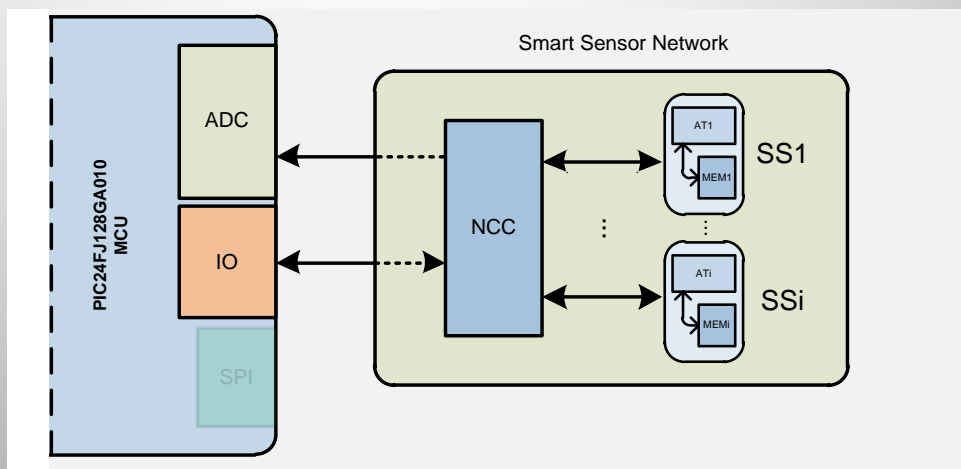 Smart Sensor Network
ADC
IO
SPI
PIC24FJ128GA010
MCU
NCC
AT1
MEM1
SS1
...
...
ATi
MEMi
SSi